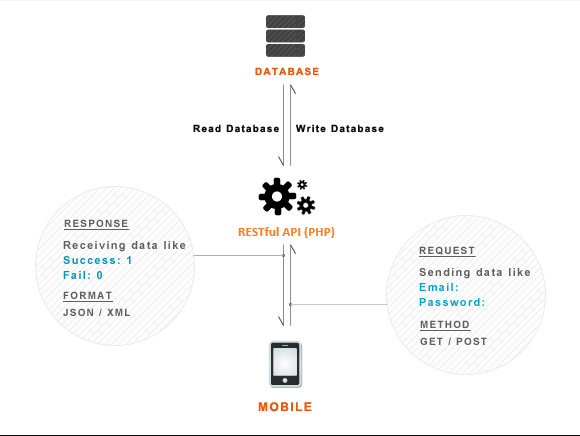 DATABASE
Read Database
Write Database
RESTful API (PHP)
RESPONSE
Receiving data like
Success: 1
Fail: 0
FORMAT
JSON / XML
REQUEST
Sending data like
Email:
Password:
METHOD
GET / POST
MOBILE